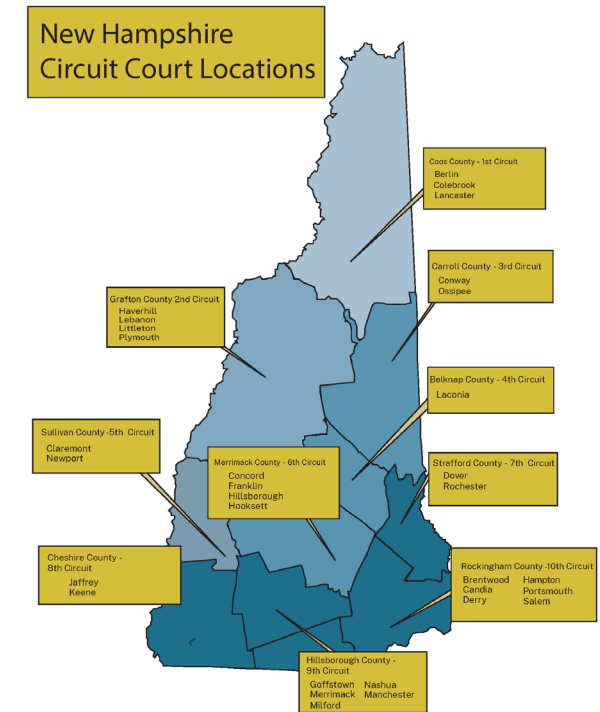 New Hampshire
Circuit Court Locations
Coos County - 1st Circuit
Berlin
Colebrook
Lancaster
Carroll County - 3rd Circuit
Conway
Ossipee
Grafton County 2nd Circuit
Haverhill
Lebanon
Littleton
Plymouth
Belknap County - 4th Circuit
Laconia
Sullivan County -5th Circuit
Claremont
Newport
Merrimack County - 6th Circuit
Concord
Franklin
Hillsborough
Hooksett
Strafford County - 7th Circuit
Dover
Rochester
Cheshire County -
8th Circuit
Jaffrey
Keene
Rockingham County -10th Circuit
Brentwood Hampton
Candia Portsmouth
Derry Salem
Hillsborough County -
9th Circuit
Goffstown Nashua
Merrimack Manchester
Milford